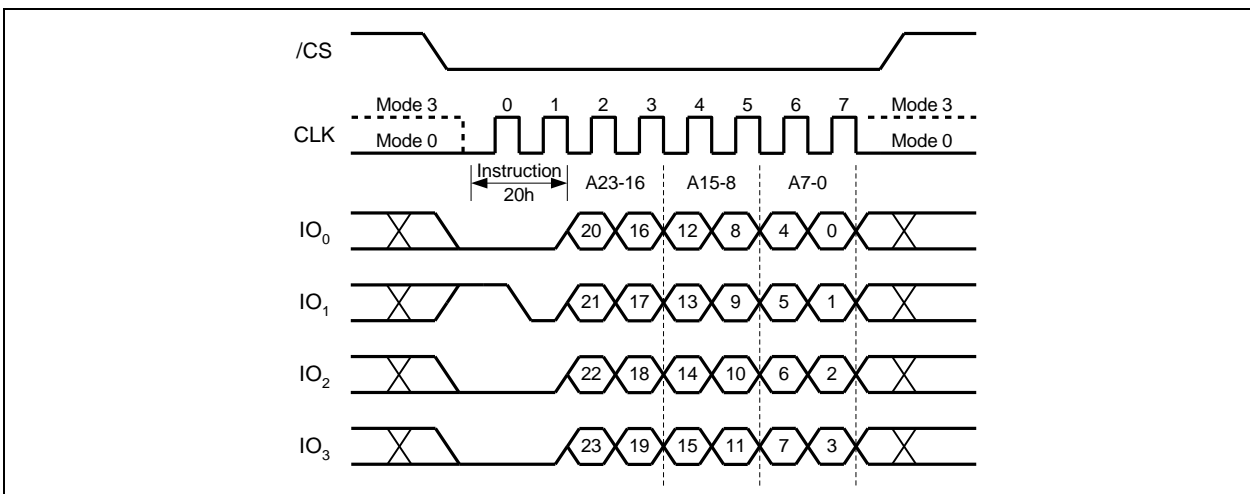 /CS
Mode 3 0 1 2 3 4 5 6 7 Mode 3
CLK
Mode 0 Mode 0
Instruction
20h
A23-16 A15-8 A7-0
IO0 20 16 12 8 4 0
IO1 21 17 13 9 5 1
IO2 22 18 14 10 6 2
IO3 23 19 15 11 7 3